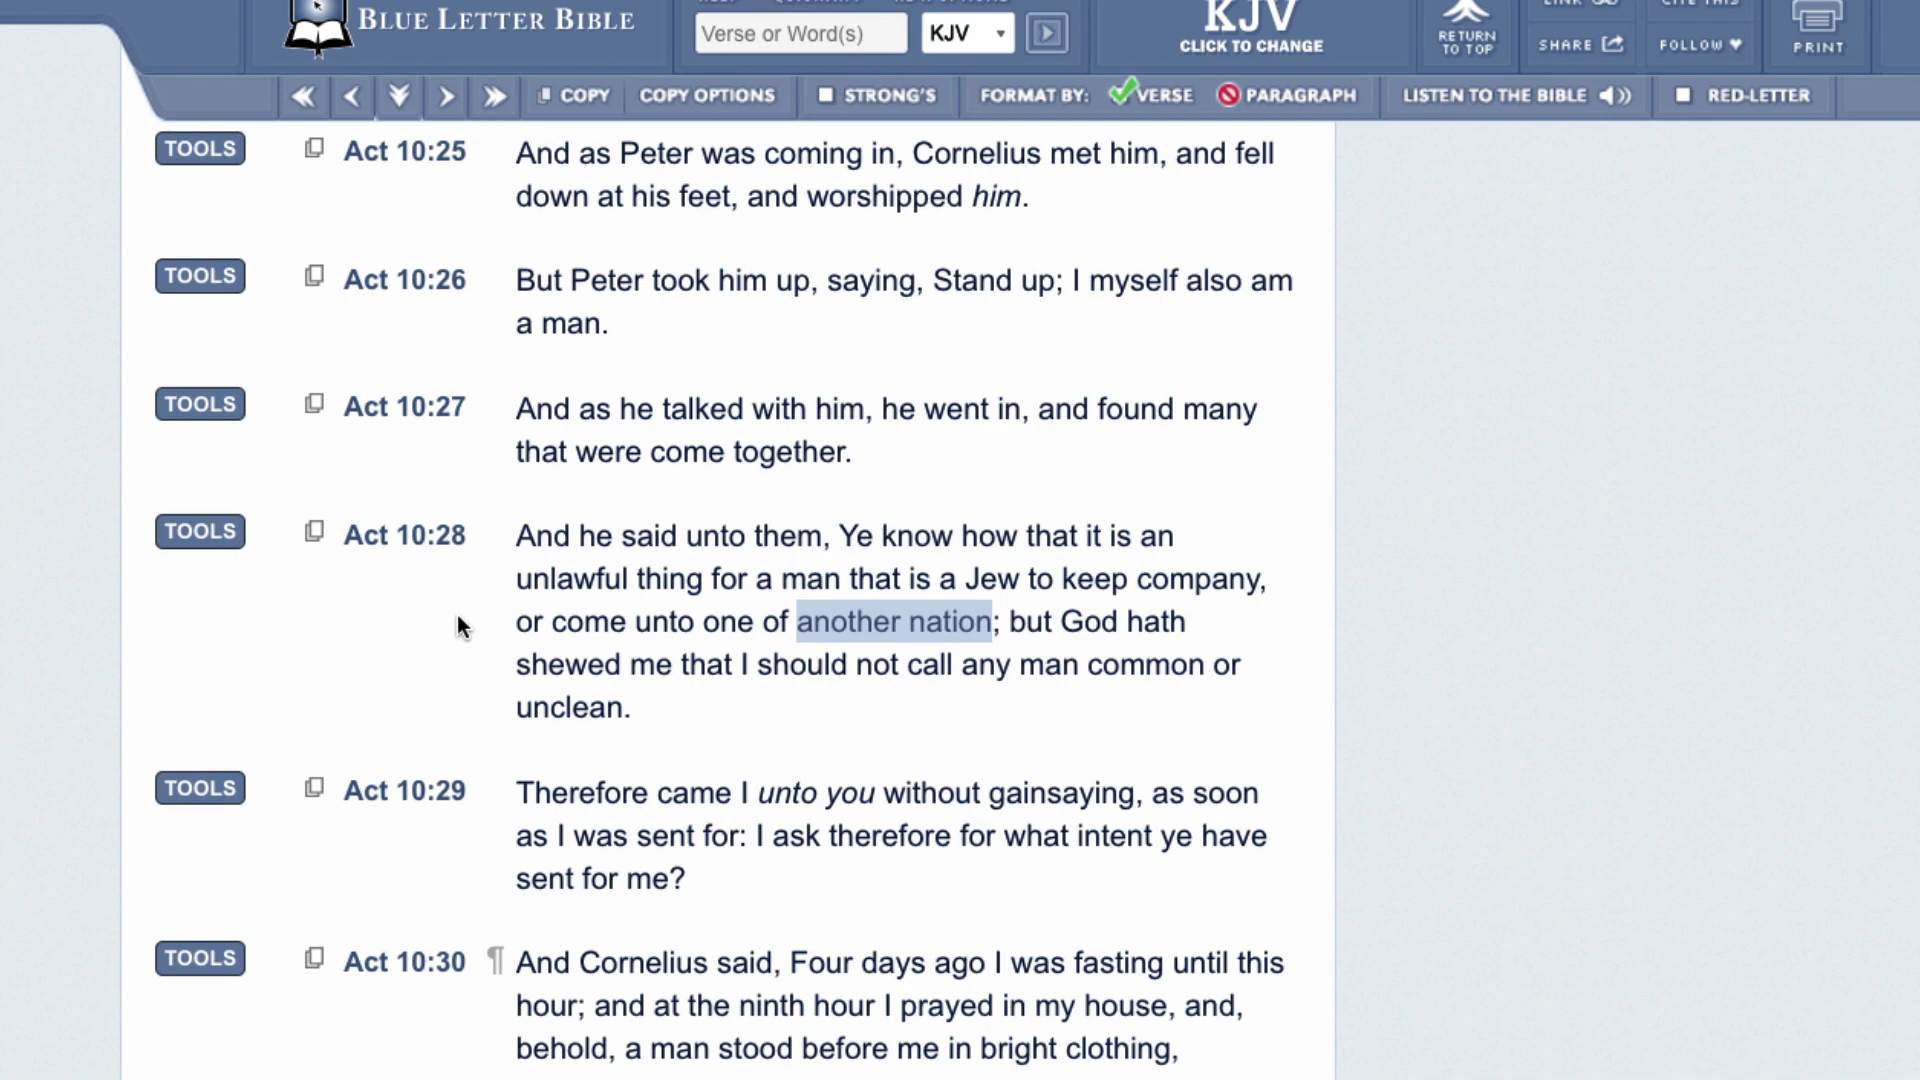 BLUE LETTER BIBLE
Verse or Word(s)
KJV
KJV
CLICK TO CHANGE
RETURN
TO TOP
LINK
SHARE
CITE THIS
FOLLOW
PRINT
COPY
COPY OPTIONS
STRONG'S
FORMAT BY:
VERSE
PARAGRAPH
LISTEN TO THE BIBLE
RED-LETTER
TOOLS
Act 10:25
And as Peter was coming in, Cornelius met him, and fell
down at his feet, and worshipped him.
TOOLS
Act 10:26
But Peter took him up, saying, Stand up; I myself also am
a man.
TOOLS
Act 10:27
And as he talked with him, he went in, and found many
that were come together.
TOOLS
Act 10:28
And he said unto them, Ye know how that it is an
unlawful thing for a man that is a Jew to keep company,
or come unto one of another nation; but God hath
shewed me that I should not call any man common or
unclean.
TOOLS
Act 10:29
Therefore came I unto you without gainsaying, as soon
as I was sent for: I ask therefore for what intent ye have
sent for me?
TOOLS
Act 10:30
¶ And Cornelius said, Four days ago I was fasting until this
hour; and at the ninth hour I prayed in my house, and,
behold, a man stood before me in bright clothing,